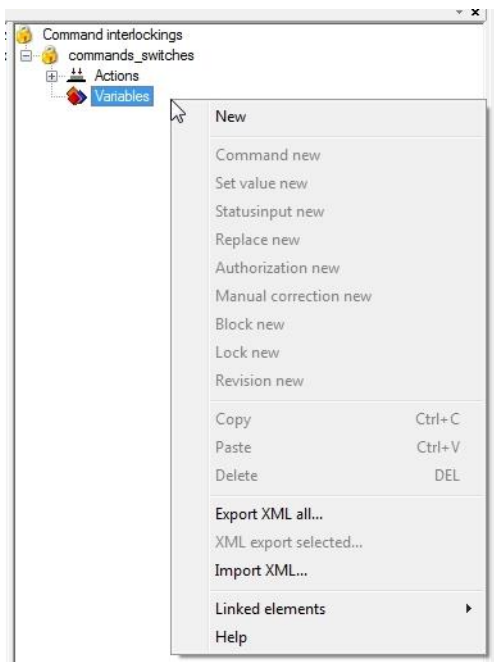 Command interlockings
commands_switches
Actions
Variables
New
Command new
Set value new
Statusinput new
Replace new
Authorization new
Manual correction new
Block new
Lock new
Revision new
Copy Ctrl+C
Paste Ctrl+V
Delete DEL
Export XML all...
XML export selected...
Import XML...
Linked elements
Help